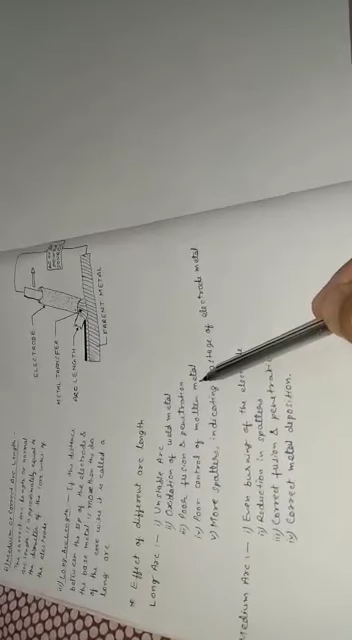 ii) Medium or Correct Arc Length -
The correct arc length or normal
arc length is approximately equal to
the diameter of the core wire of
the electrode
iii) Long Arc Length :- If the distance
between the tip of the electrode &
the base metal is more than the dia
of the core wire it is called a
long arc
ELECTRODE
METAL TRANSFER
ARC LENGTH
PARENT METAL
* Effect of different arc length
Long Arc :- i) Unstable Arc
ii) Oxidation of weld metal
iii) Poor fusion & penetration
iv) Poor control of molten metal
v) More spatters, indicating of electrode metal
Medium Arc :- i) Even burning of the
ii) Reduction in spatters
iii) Correct fusion & penetrati
iv) Correct metal deposition.